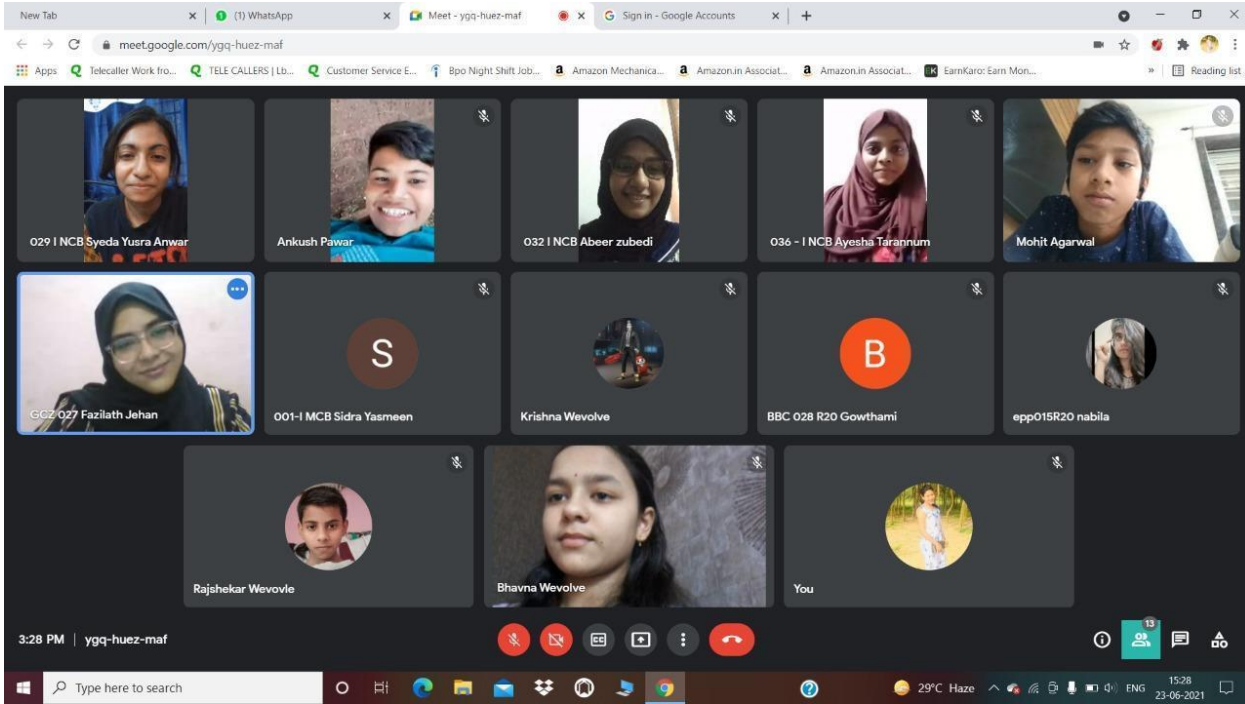 New Tab
(1) WhatsApp
Meet - ygq-huez-maf
Sign in - Google Accounts
meet.google.com/ygq-huez-maf
Apps
Telecaller Work fro...
TELE CALLERS | Lb...
Customer Service E...
Bpo Night Shift Job...
Amazon Mechanica...
Amazon.in Associat...
Amazon.in Associat...
EarnKaro: Earn Mon...
Reading list
029 I NCB Syeda Yusra Anwar
Ankush Pawar
032 I NCB Abeer zubedi
036 - I NCB Ayesha Tarannum
Mohit Agarwal
GCZ 027 Fazilath Jehan
S
001-I MCB Sidra Yasmeen
Krishna Wevolve
B
BBC 028 R20 Gowthami
epp015R20 nabila
Rajshekar Wevovle
Bhavna Wevolve
You
3:28 PM | ygq-huez-maf
13
Type here to search
29°C Haze
ENG
15:28
23-06-2021